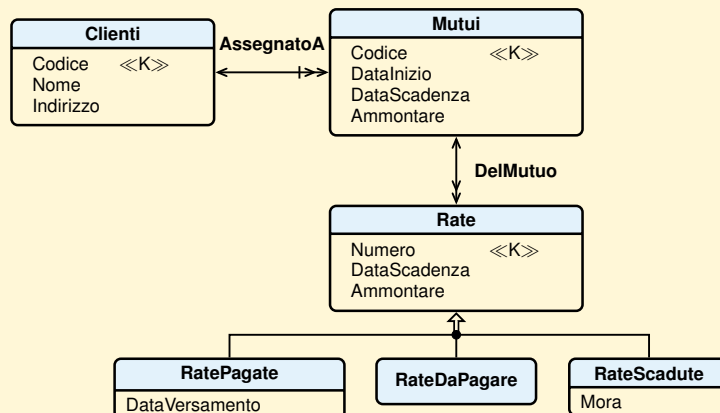 Clienti
Codice ≪K≫
Nome
Indirizzo
AssegnatoA
Mutui
Codice ≪K≫
DataInizio
DataScadenza
Ammontare
DelMutuo
Rate
Numero ≪K≫
DataScadenza
Ammontare
RatePagate
DataVersamento
RateDaPagare
RateScadute
Mora